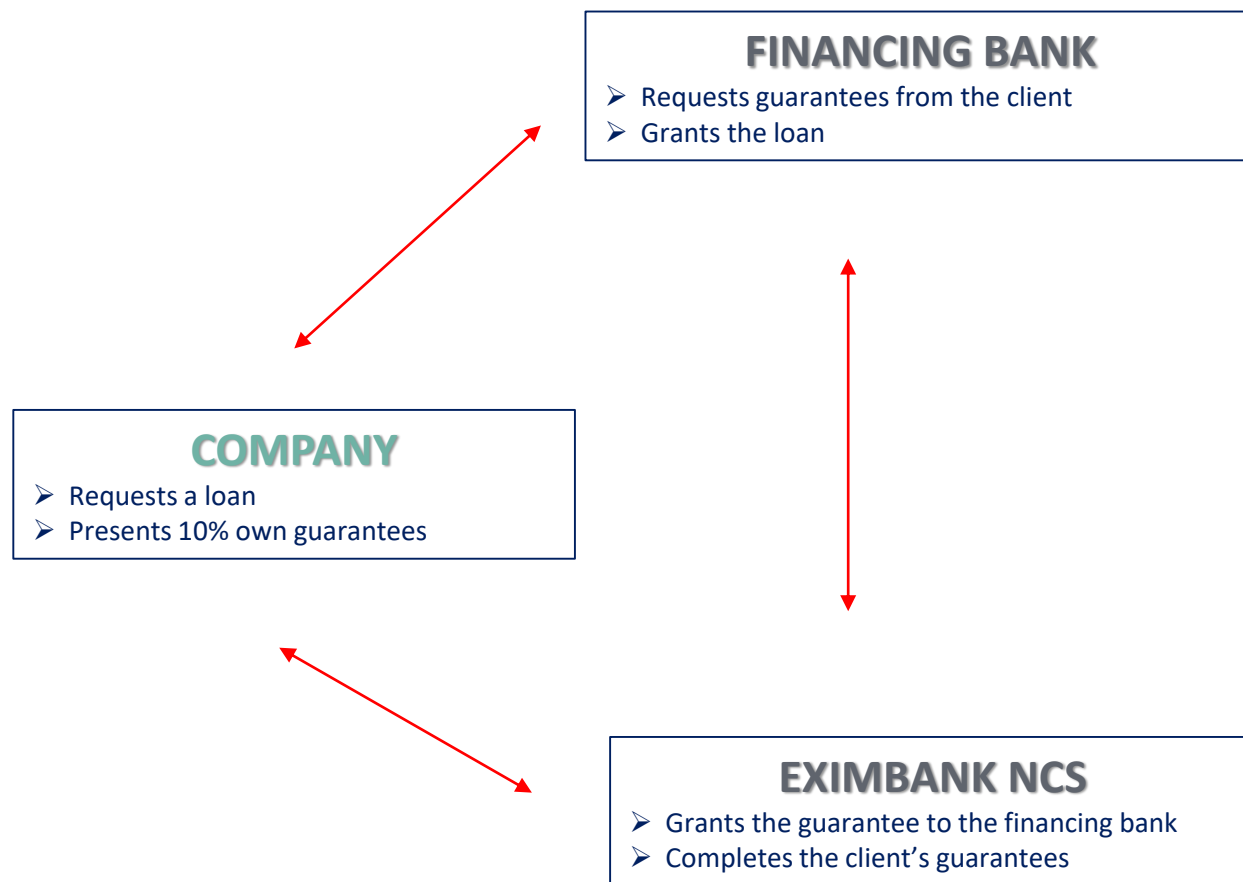 FINANCING BANK
➢ Requests guarantees from the client
➢ Grants the loan
COMPANY
➢ Requests a loan
➢ Presents 10% own guarantees
EXIMBANK NCS
➢ Grants the guarantee to the financing bank
➢ Completes the client’s guarantees